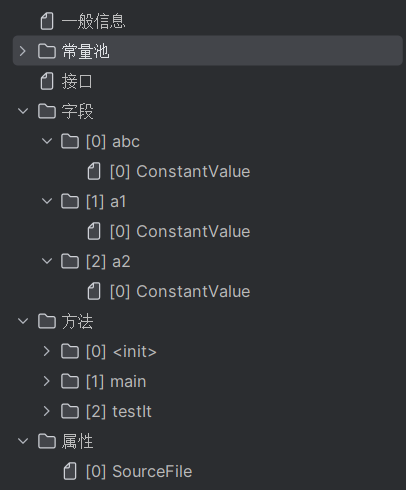 一般信息
常量池
接口
字段
[0] abc
[0] ConstantValue
[1] a1
[0] ConstantValue
[2] a2
[0] ConstantValue
方法
[0] <init>
[1] main
[2] testIt
属性
[0] SourceFile